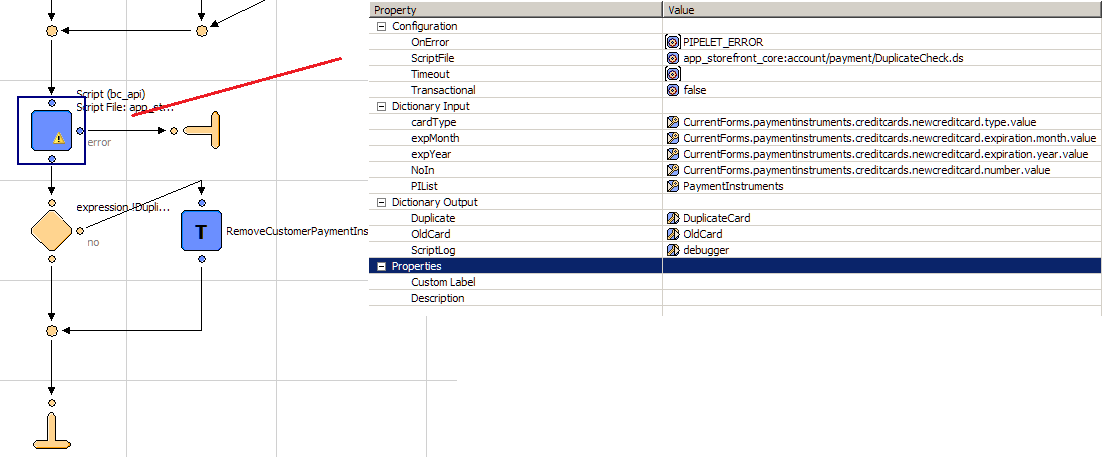 Script (bc_api)
Script File: app_st...
error
expression !Dupli...
no
T
RemoveCustomerPaymentIns
Property Value
Configuration
OnError PIPELET_ERROR
ScriptFile app_storefront_core:account/payment/DuplicateCheck.ds
Timeout
Transactional false
Dictionary Input
cardType CurrentForms.paymentinstruments.creditcards.newcreditcard.type.value
expMonth CurrentForms.paymentinstruments.creditcards.newcreditcard.expiration.month.value
expYear CurrentForms.paymentinstruments.creditcards.newcreditcard.expiration.year.value
NoIn CurrentForms.paymentinstruments.creditcards.newcreditcard.number.value
PIList PaymentInstruments
Dictionary Output
Duplicate DuplicateCard
OldCard OldCard
ScriptLog debugger
Properties
Custom Label
Description